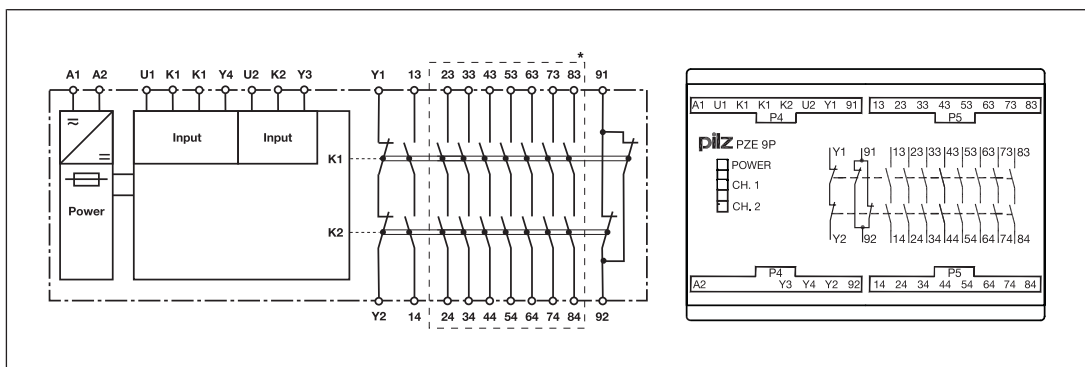 *
A1 A2 U1 K1 K1 Y4 U2 K2 Y3 Y1 13 23 33 43 53 63 73 83 91
Input Input
K1
Power
K2
Y2 14 24 34 44 54 64 74 84 92
A1 U1 K1 K1 K2 U2 Y1 91 13 23 33 43 53 63 73 83
P4 P5
pilz PZE 9P
POWER
CH. 1
CH. 2
Y1 91 13 23 33 43 53 63 73 83
Y2 92 14 24 34 44 54 64 74 84
P4 P5
A2 Y3 Y4 Y2 92 14 24 34 44 54 64 74 84